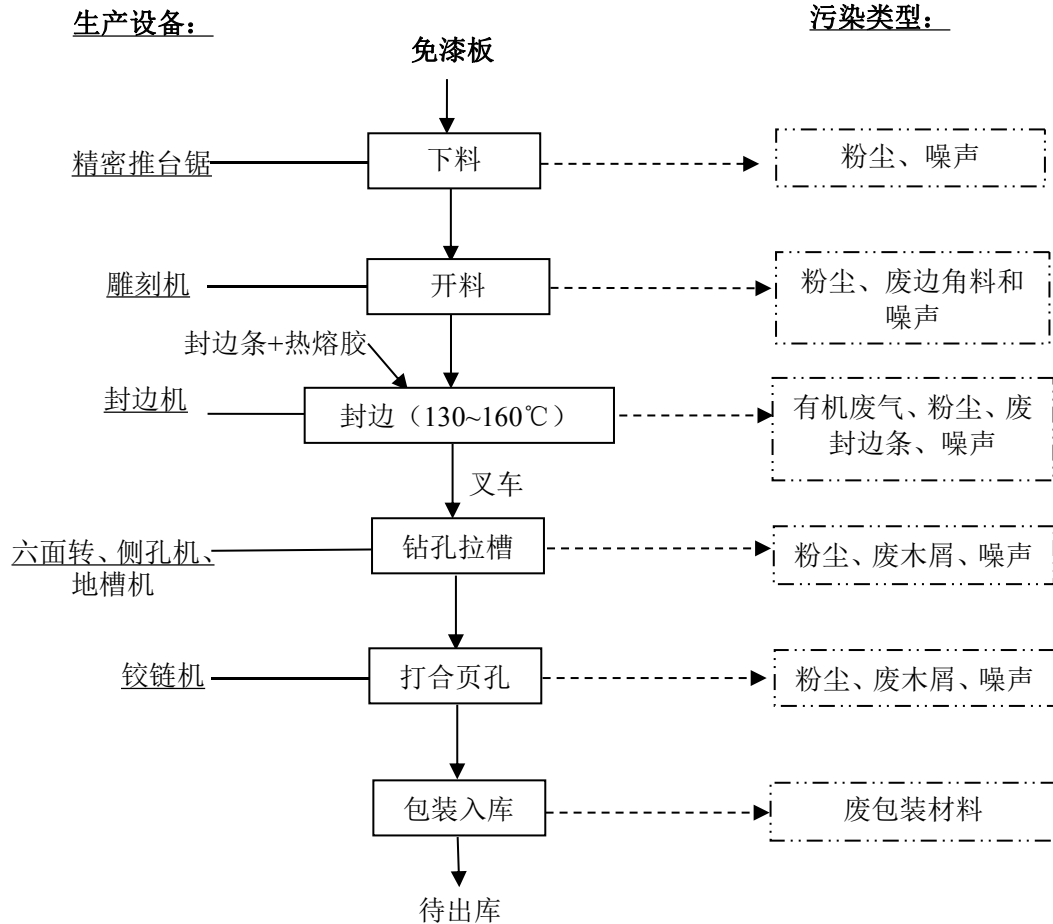 生产设备：
污染类型：
免漆板
精密推台锯
下料
粉尘、噪声
雕刻机
开料
粉尘、废边角料和
噪声
封边条+热熔胶
封边机
封边（130~160℃）
有机废气、粉尘、废
封边条、噪声
叉车
六面转、侧孔机、
地槽机
钻孔拉槽
粉尘、废木屑、噪声
铰链机
打合页孔
粉尘、废木屑、噪声
包装入库
废包装材料
待出库